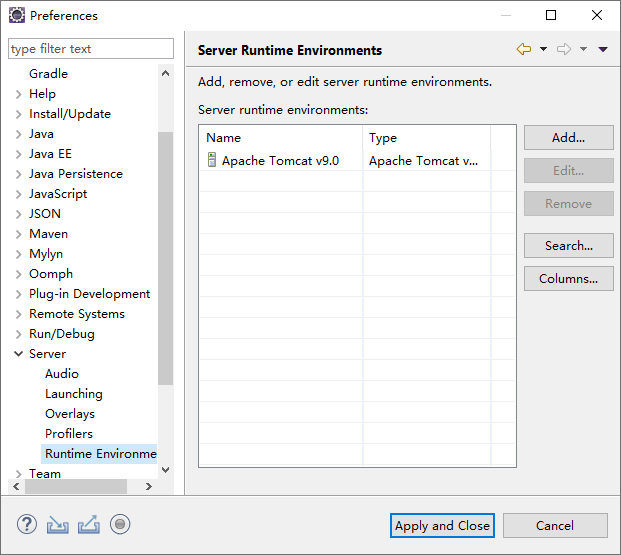 Preferences
type filter text
Gradle
Help
Install/Update
Java
Java EE
Java Persistence
JavaScript
JSON
Maven
Mylyn
Oomph
Plug-in Development
Remote Systems
Run/Debug
Server
Audio
Launching
Overlays
Profilers
Runtime Environme
Team
Server Runtime Environments
Add, remove, or edit server runtime environments.
Server runtime environments:
Name Type
Apache Tomcat v9.0 Apache Tomcat v...
Add...
Edit...
Remove
Search...
Columns...
Apply and Close
Cancel